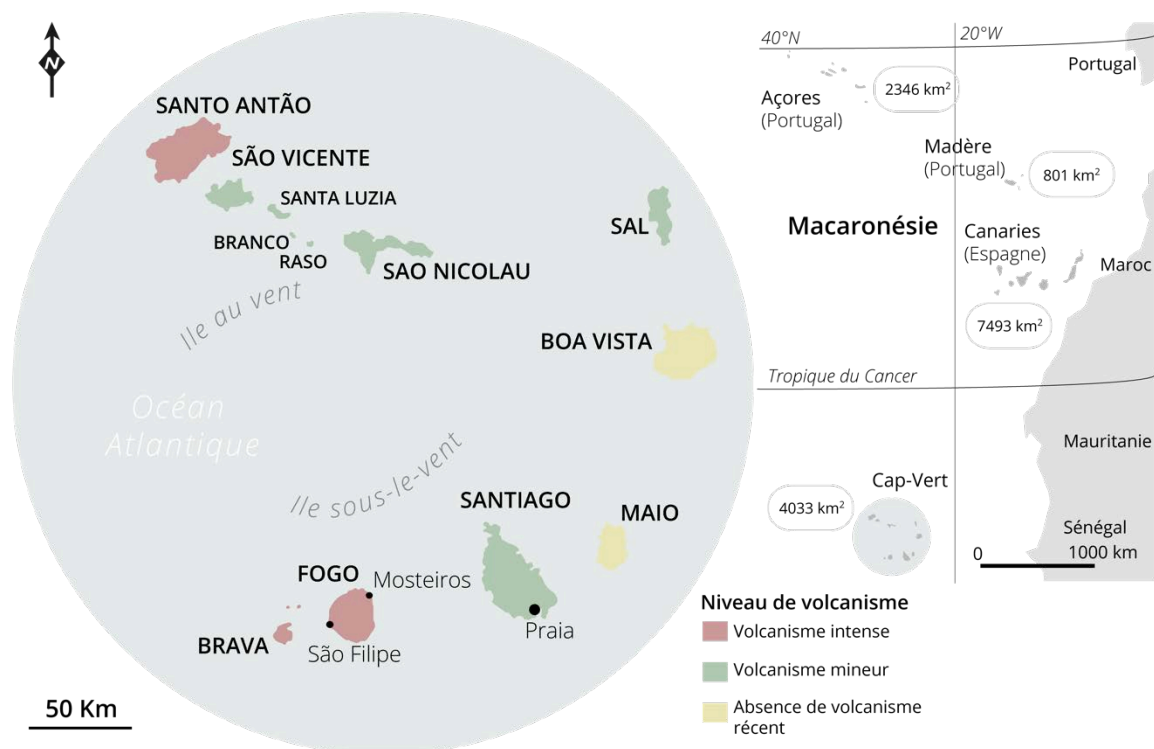 N
SANTO ANTÃO
SÃO VICENTE
SANTA LUZIA
BRANCO
RASO
SAO NICOLAU
SAL
BOA VISTA
Ile au vent
Océan
Atlantique
Ile sous-le-vent
SANTIAGO
MAIO
FOGO
Mosteiros
BRAVA
São Filipe
Praia
50 Km
40°N
20°W
Portugal
Açores
(Portugal)
2346 km²
Madère
(Portugal)
801 km²
Macaronésie
Canaries
(Espagne)
Maroc
7493 km²
Tropique du Cancer
Mauritanie
Cap-Vert
4033 km²
Sénégal
0
1000 km
Niveau de volcanisme
Volcanisme intense
Volcanisme mineur
Absence de volcanisme
récent